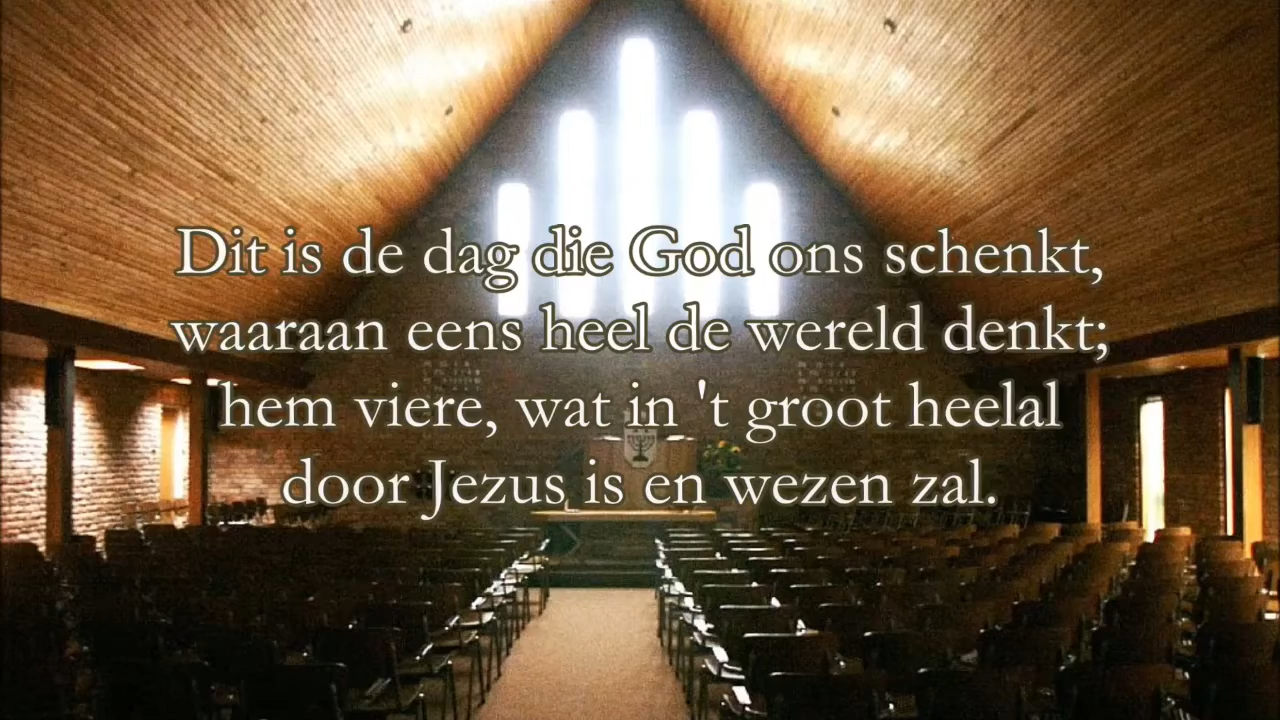 Dit is de dag die God ons schenkt,
waaraan eens heel de wereld denkt;
hem viere, wat in 't groot heelal
door Jezus is en wezen zal.